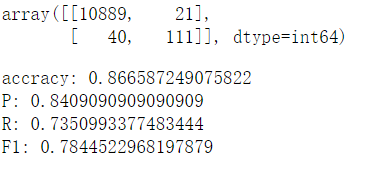 array([[10889, 21],
[ 40, 111]], dtype=int64)
accracy: 0.866587249075822
P: 0.8409090909090909
R: 0.7350993377483444
F1: 0.7844522968197879